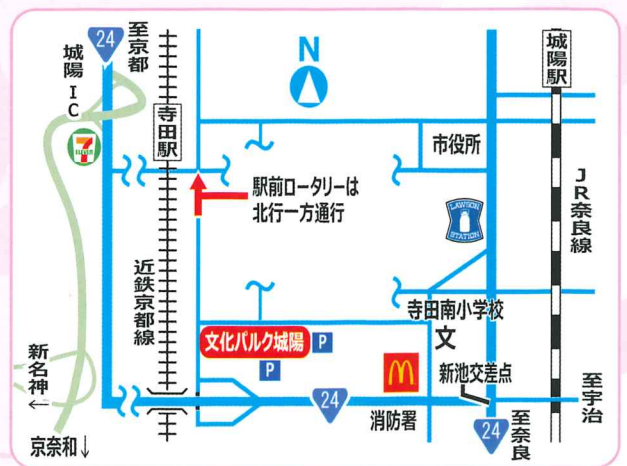 24
至京都
城陽IC
7
ELEVEN
寺田駅
N
城陽駅
市役所
駅前ロータリーは
北行一方通行
LAWSON
STATION
JR奈良線
近鉄京都線
寺田南小学校
文
文化パルク城陽
P
P
M
新池交差点
新名神
←
24
消防署
至宇治
24
至奈良
京奈和↓